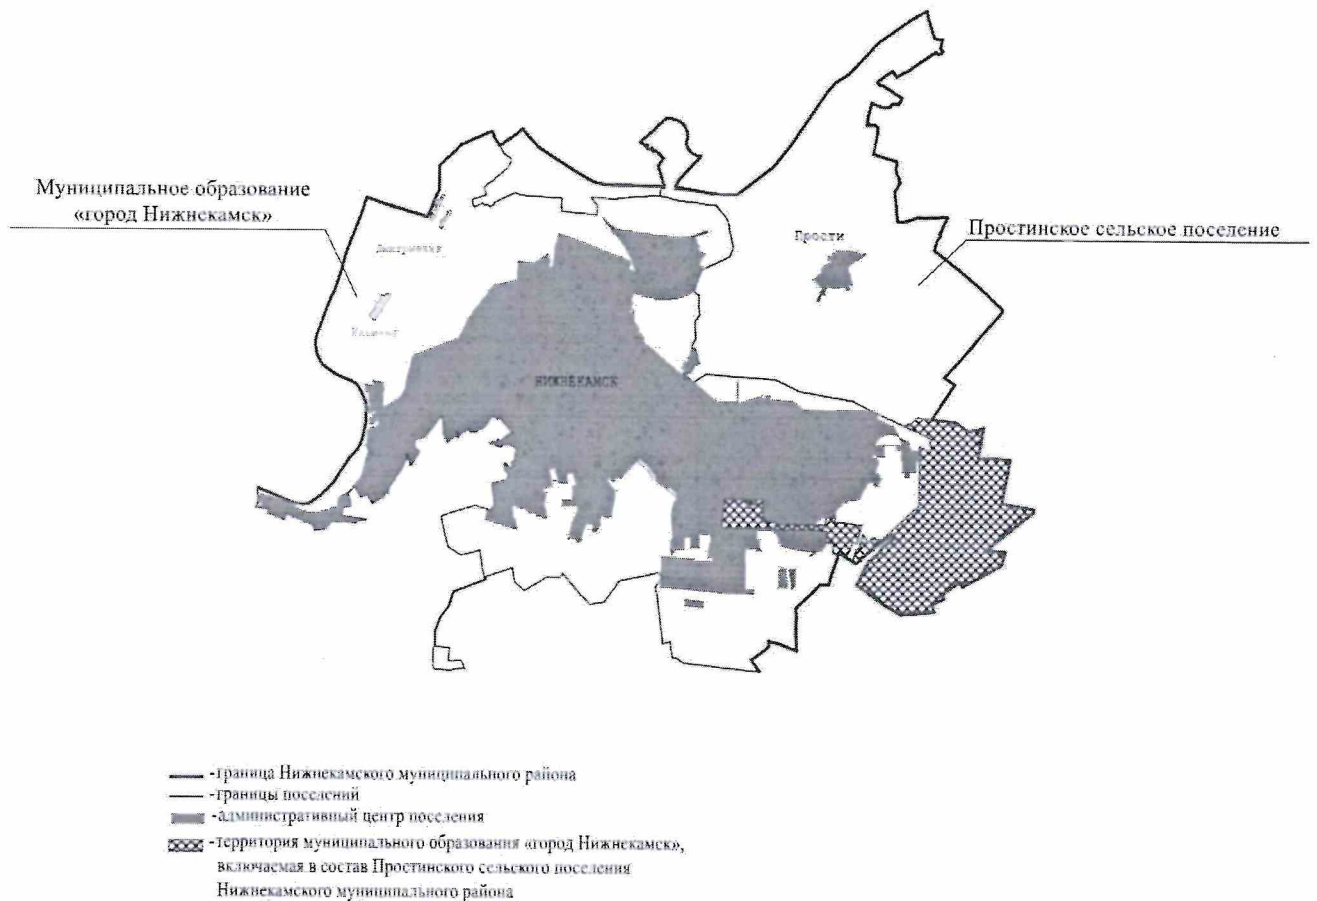 Муниципальное образование
«город Нижнекамск»
Прости
Простинское сельское поселение
НИЖНЕКАМСК
-граница Нижнекамского муниципального района
-границы поселений
-административный центр поселения
-территория муниципального образования «город Нижнекамск»,
включаемая в состав Простинского сельского поселения
Нижнекамского муниципального района